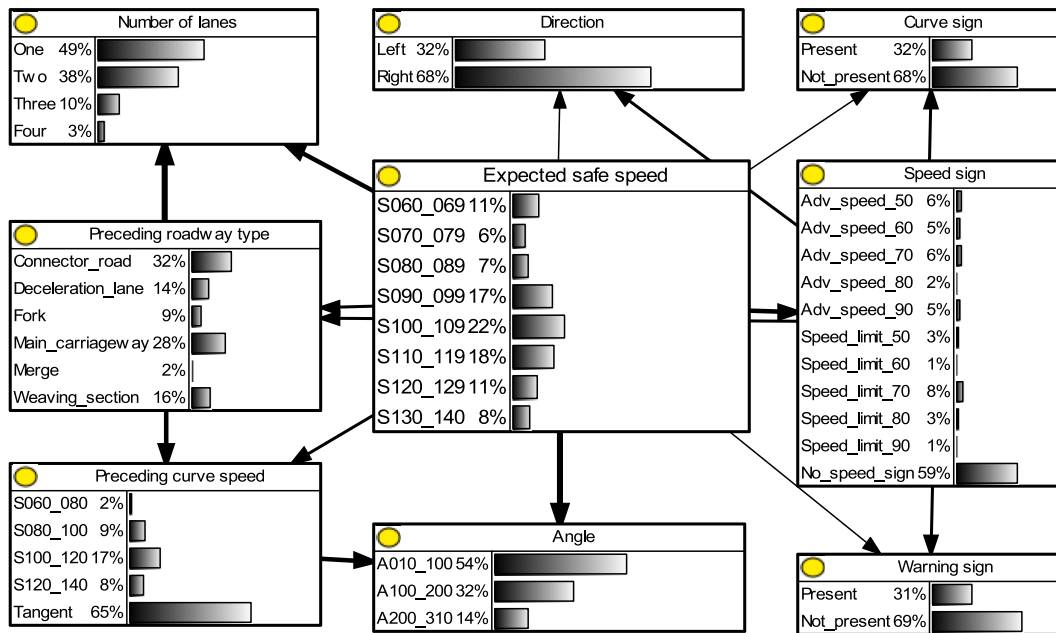 Number of lanes
One 49%
Two 38%
Three 10%
Four 3%
Direction
Left 32%
Right 68%
Curve sign
Present 32%
Not_present 68%
Preceding roadway type
Connector_road 32%
Deceleration_lane 14%
Fork 9%
Main_carriageway 28%
Merge 2%
Weaving_section 16%
Expected safe speed
S060_069 11%
S070_079 6%
S080_089 7%
S090_099 17%
S100_109 22%
S110_119 18%
S120_129 11%
S130_140 8%
Speed sign
Adv_speed_50 6%
Adv_speed_60 5%
Adv_speed_70 6%
Adv_speed_80 2%
Adv_speed_90 5%
Speed_limit_50 3%
Speed_limit_60 1%
Speed_limit_70 8%
Speed_limit_80 3%
Speed_limit_90 1%
No_speed_sign 59%
Preceding curve speed
S060_080 2%
S080_100 9%
S100_120 17%
S120_140 8%
Tangent 65%
Angle
A010_100 54%
A100_200 32%
A200_310 14%
Warning sign
Present 31%
Not_present 69%